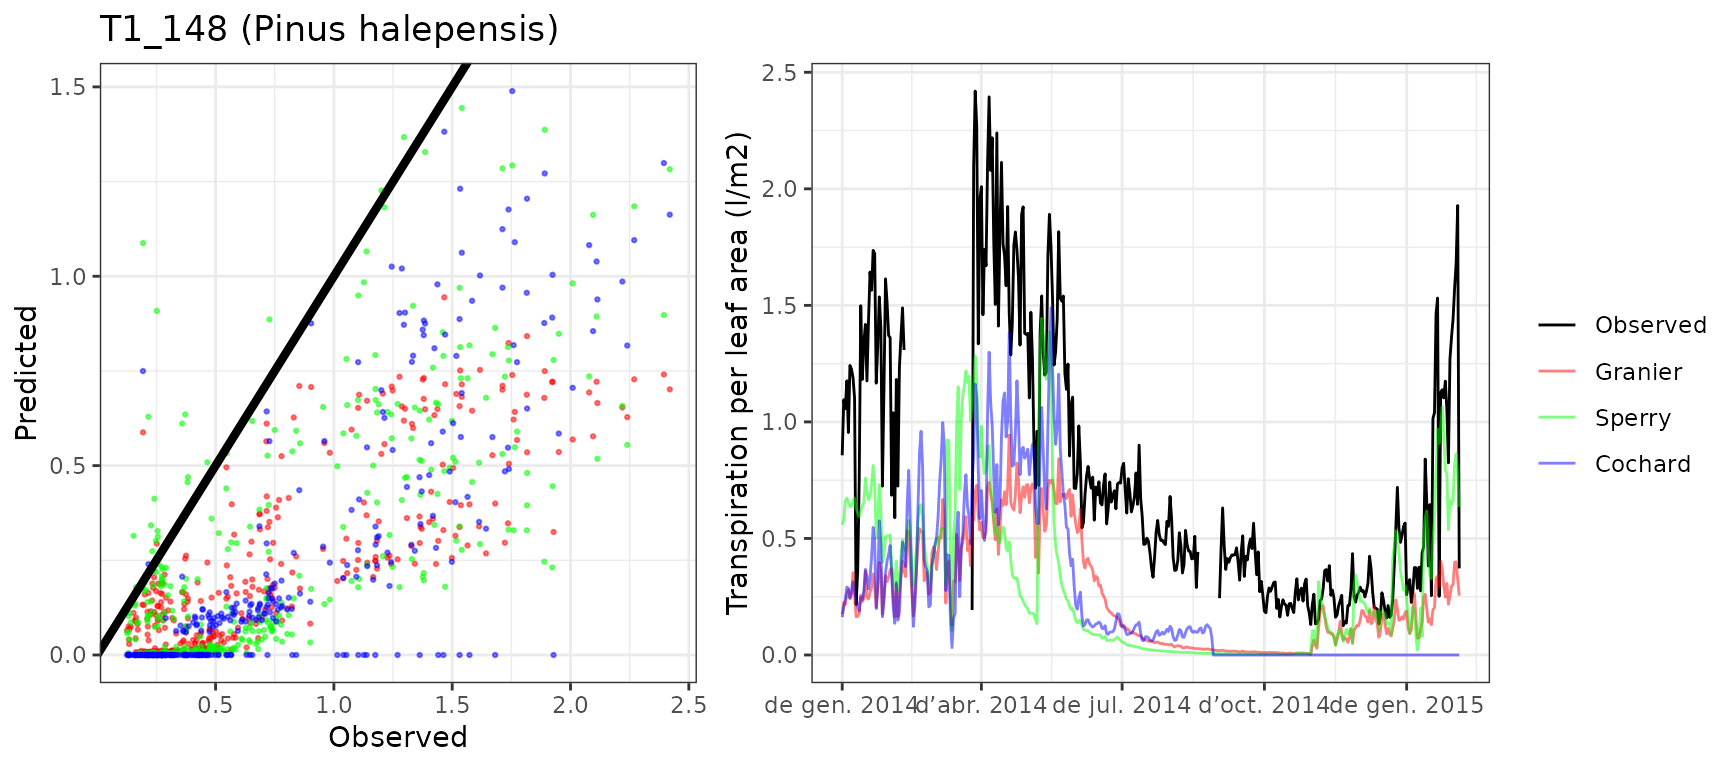 T1_148 (Pinus halepensis)
Predicted
1.5
1.0
0.5
0.0
0.5
1.0
1.5
2.0
2.5
Observed
Transpiration per leaf area (l/m2)
2.5
2.0
1.5
1.0
0.5
0.0
de gen. 2014
d’abr. 2014
de jul. 2014
d’oct. 2014
de gen. 2015
Observed
Granier
Sperry
Cochard